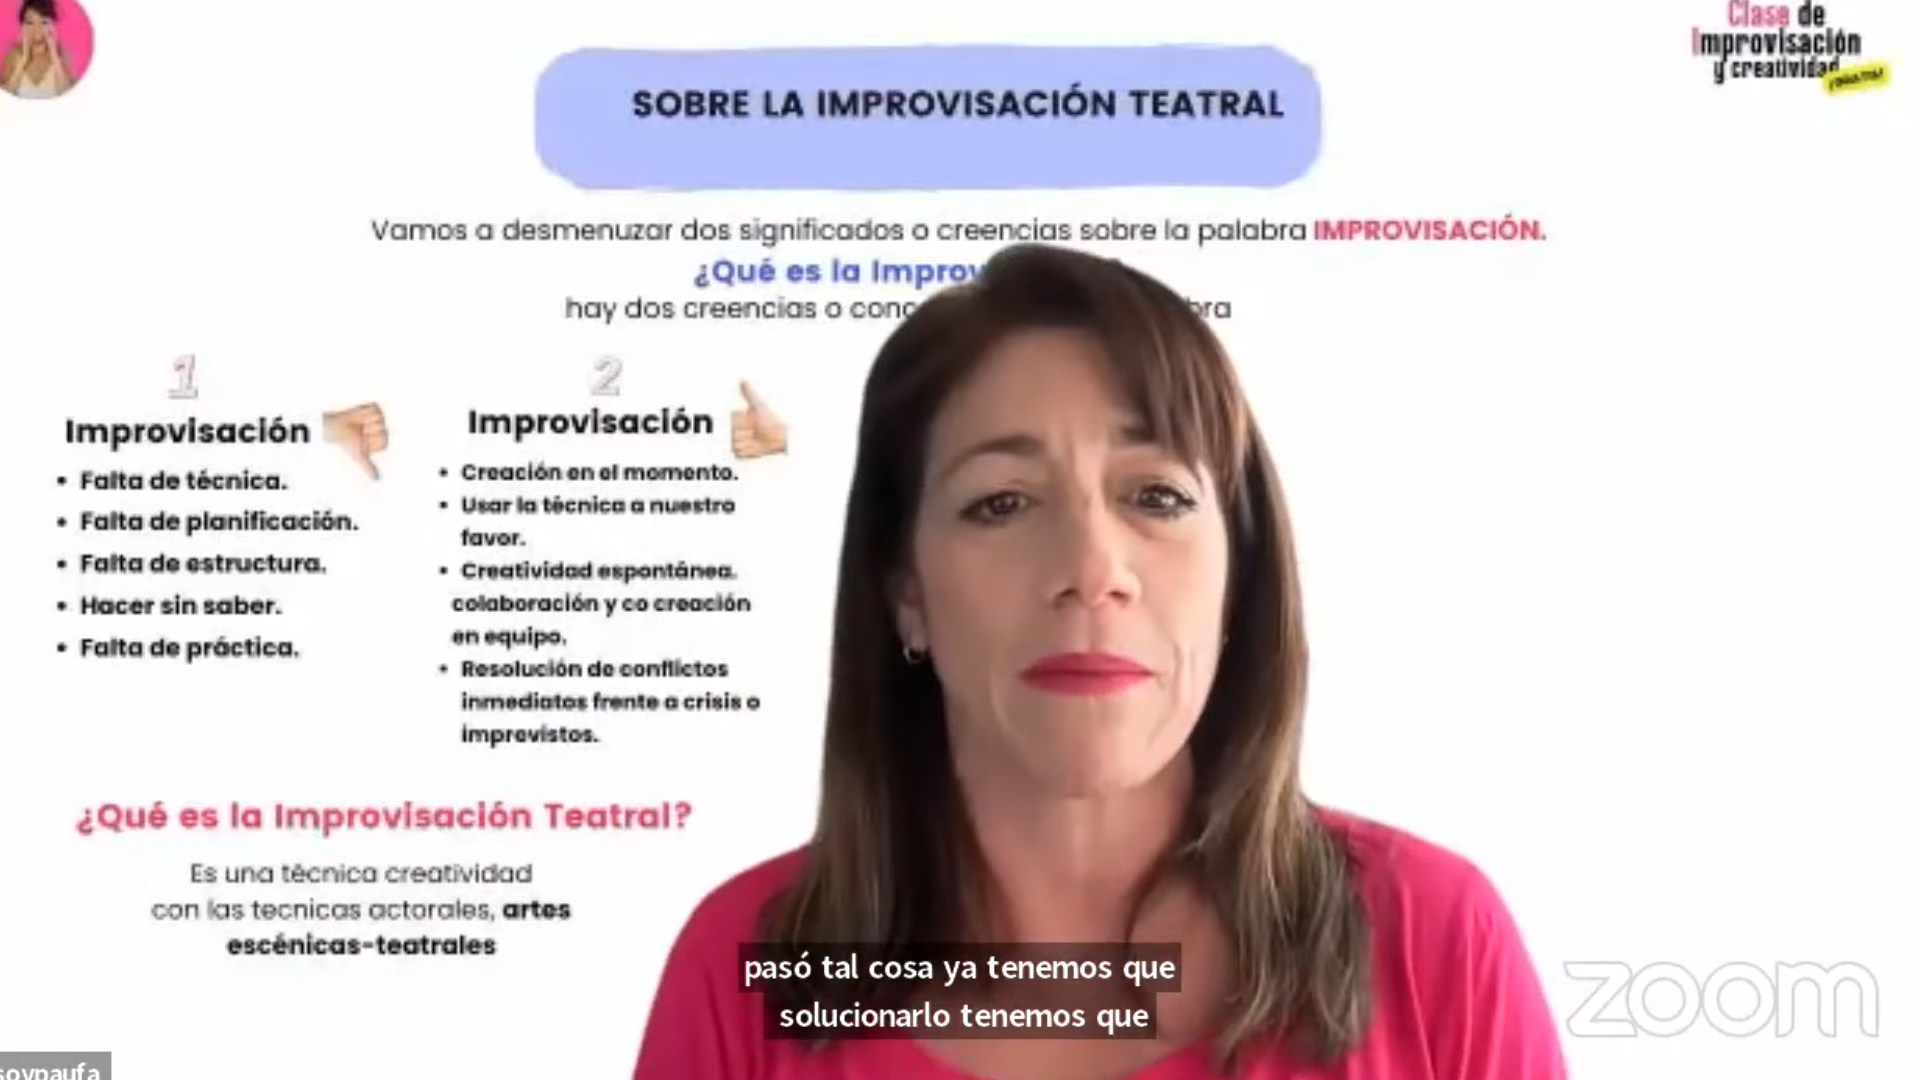 Clase de
Improvisación
y creatividad
SOBRE LA IMPROVISACIÓN TEATRAL
Vamos a desmenuzar dos significados o creencias sobre la palabra IMPROVISACIÓN.
¿Qué es la Improv
hay dos creencias o conc bra
1
Improvisación
• Falta de técnica.
• Falta de planificación.
• Falta de estructura.
• Hacer sin saber.
• Falta de práctica.
2
Improvisación
• Creación en el momento.
• Usar la técnica a nuestro
favor.
• Creatividad espontánea.
colaboración y co creación
en equipo.
• Resolución de conflictos
inmediatos frente a crisis o
imprevistos.
¿Qué es la Improvisación Teatral?
Es una técnica creatividad
con las tecnicas actorales, artes
escénicas-teatrales
pasó tal cosa ya tenemos que
solucionarlo tenemos que
zoom
soypaufa